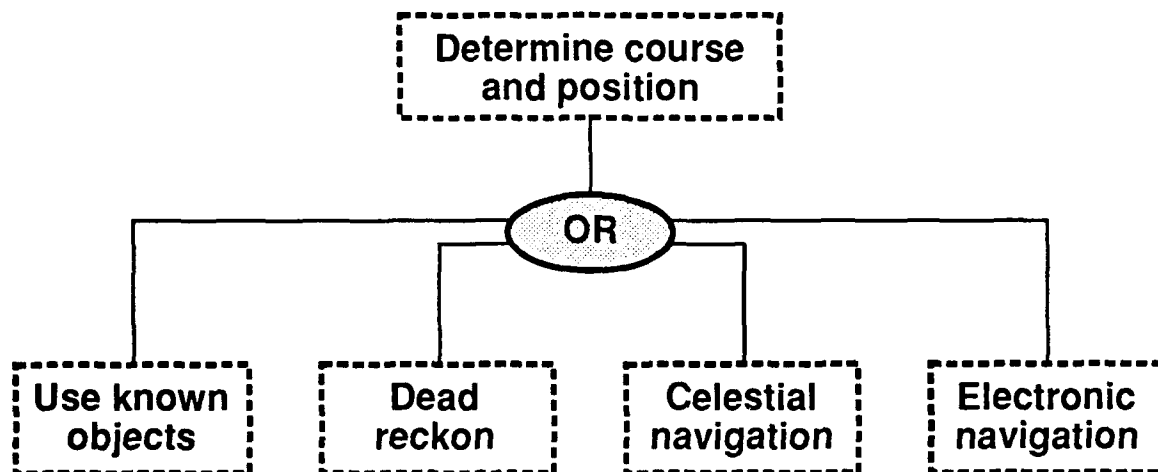 Determine course
and position
OR
Use known
objects
Dead
reckon
Celestial
navigation
Electronic
navigation